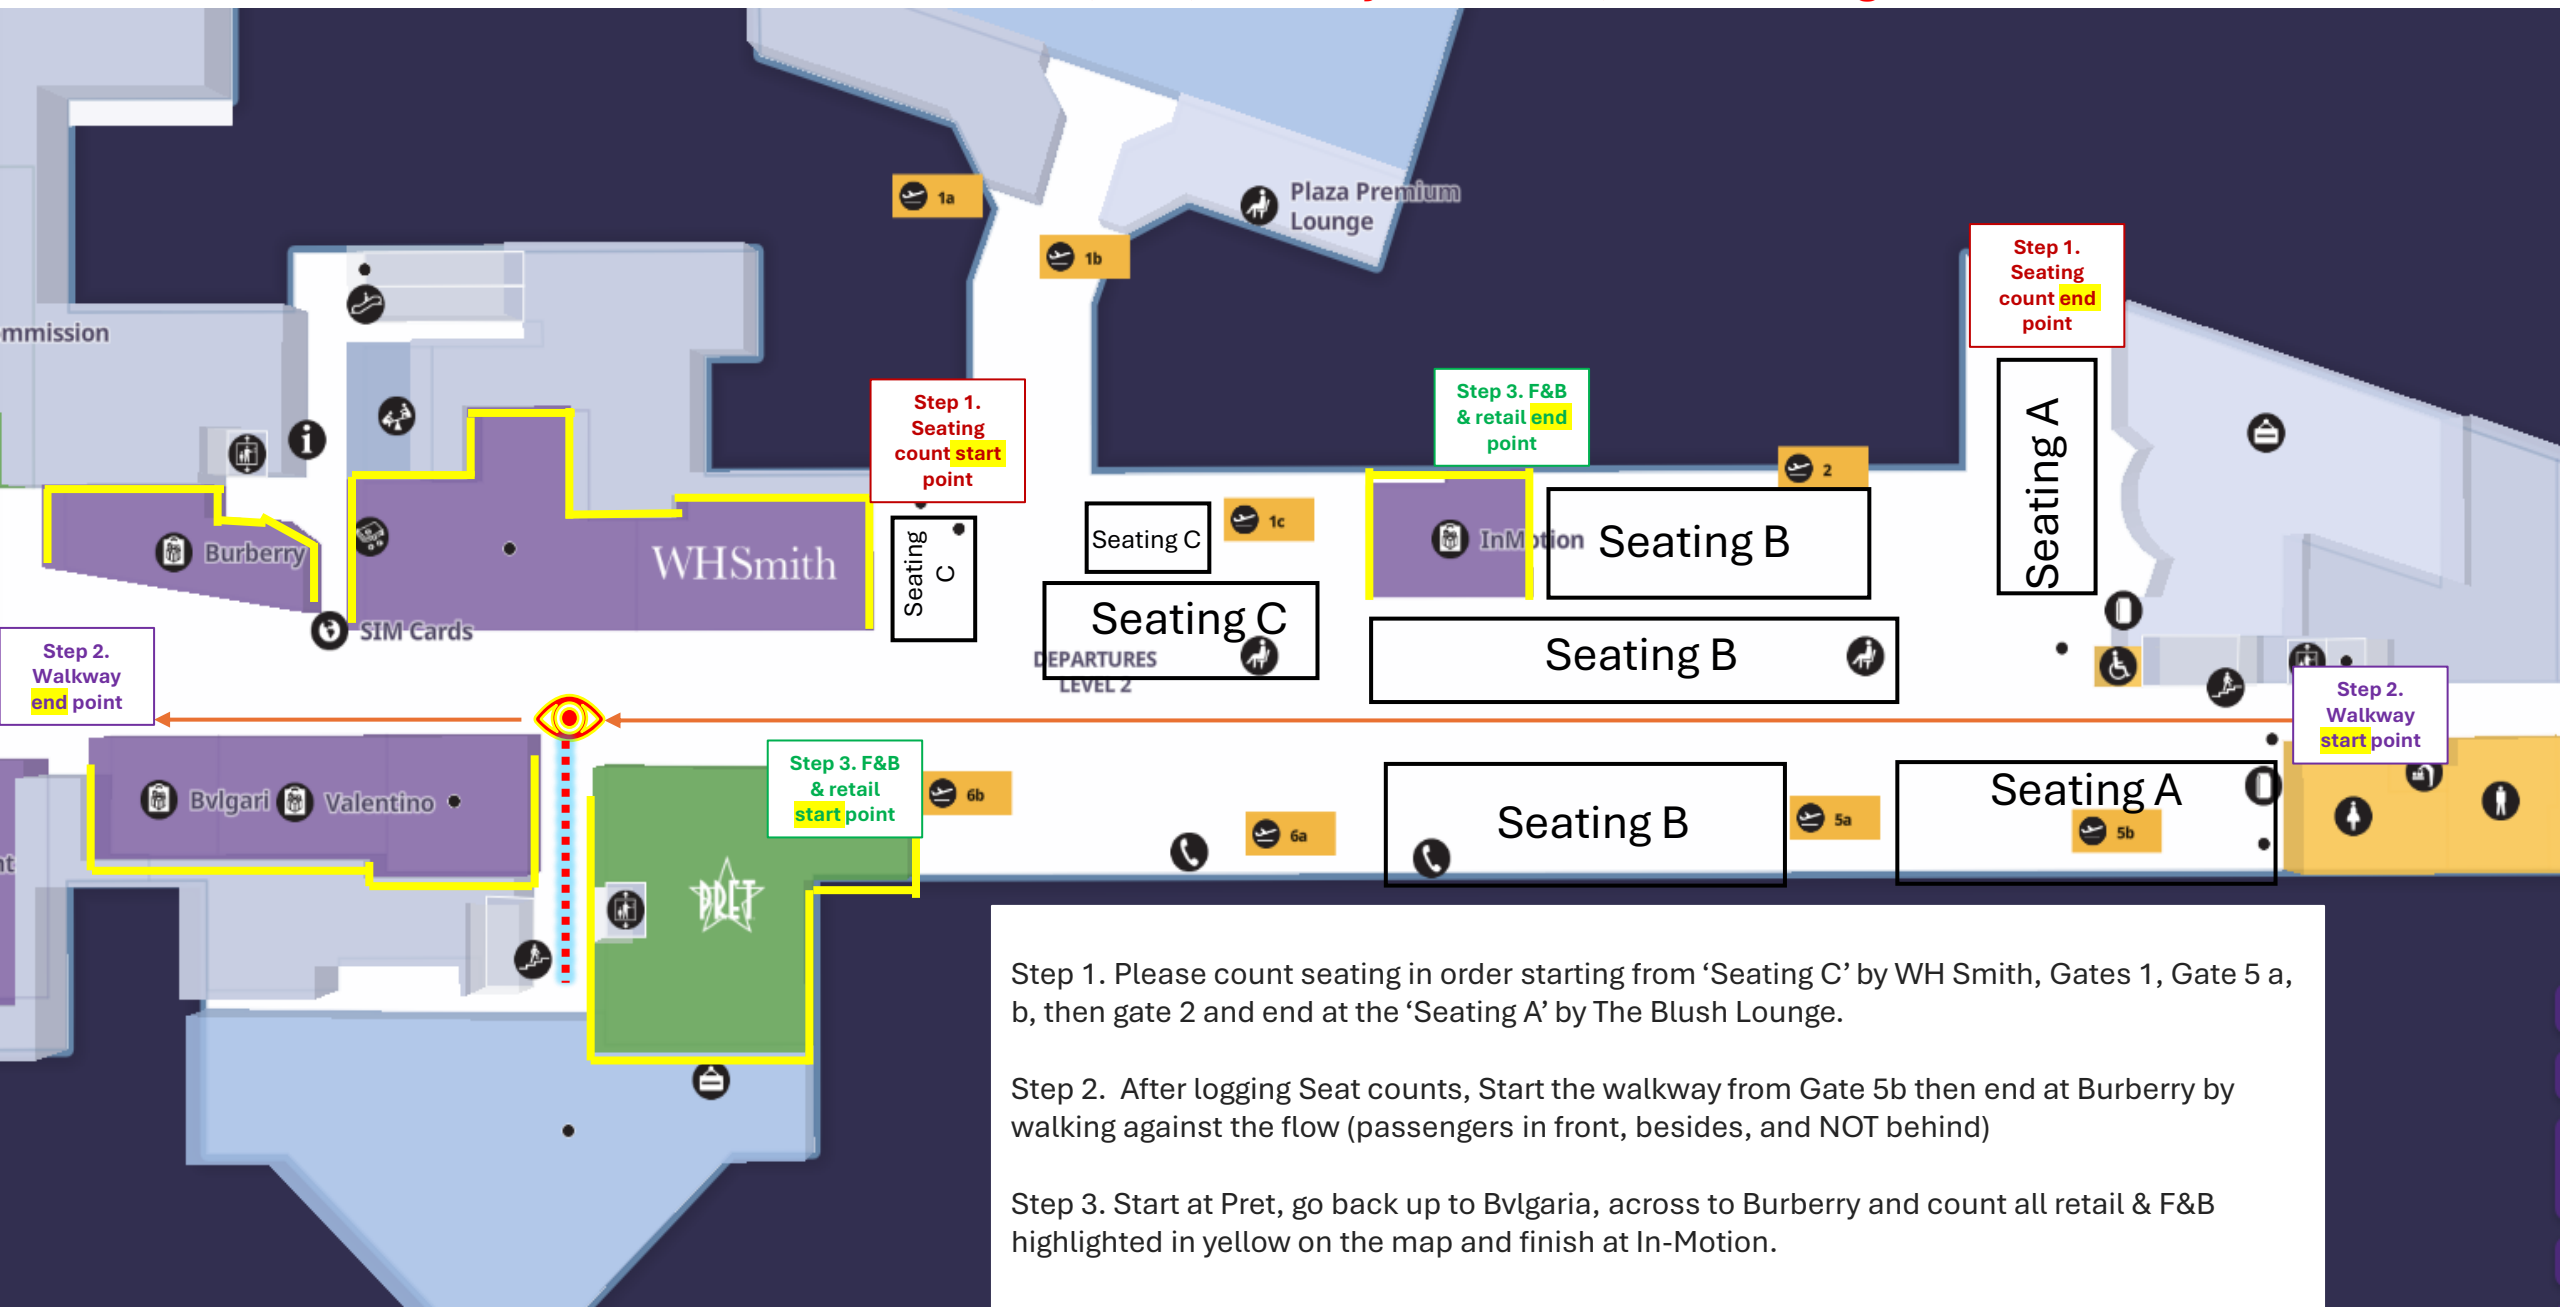 1a
Plaza Premium
Lounge
1b
Step 1.
Seating
count end
point
mmission
Step 1.
Seating
count start
point
Step 3. F&B
& retail end
point
2
Seating A
Burberry
WHSmith
Seating
C
Seating C
1c
InMotion
Seating B
SIM Cards
Seating C
DEPARTURES
LEVEL 2
Seating B
Step 2.
Walkway
end point
Step 2.
Walkway
start point
Bvlgari
Valentino
Step 3. F&B
& retail
start point
6b
6a
Seating B
5a
Seating A
5b
nt
PRET
Step 1. Please count seating in order starting from ‘Seating C’ by WH Smith, Gates 1, Gate 5 a,
b, then gate 2 and end at the ‘Seating A’ by The Blush Lounge.
Step 2.  After logging Seat counts, Start the walkway from Gate 5b then end at Burberry by
walking against the flow (passengers in front, besides, and NOT behind)
Step 3. Start at Pret, go back up to Bvlgaria, across to Burberry and count all retail & F&B
highlighted in yellow on the map and finish at In-Motion.